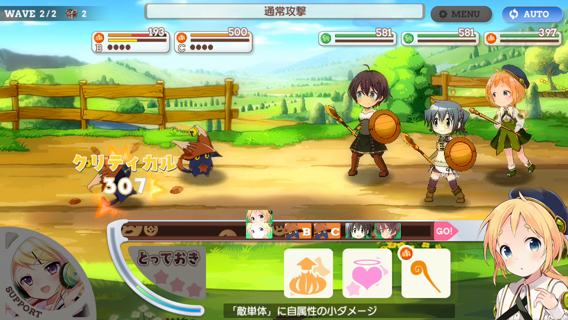 WAVE 2/2 2
通常攻撃
MENU
AUTO
193
B
500
C
581
581
397
クリティカル
307
B
C
GO!
とっておき
SUPPORT
「敵単体」に自属性の小ダメージ